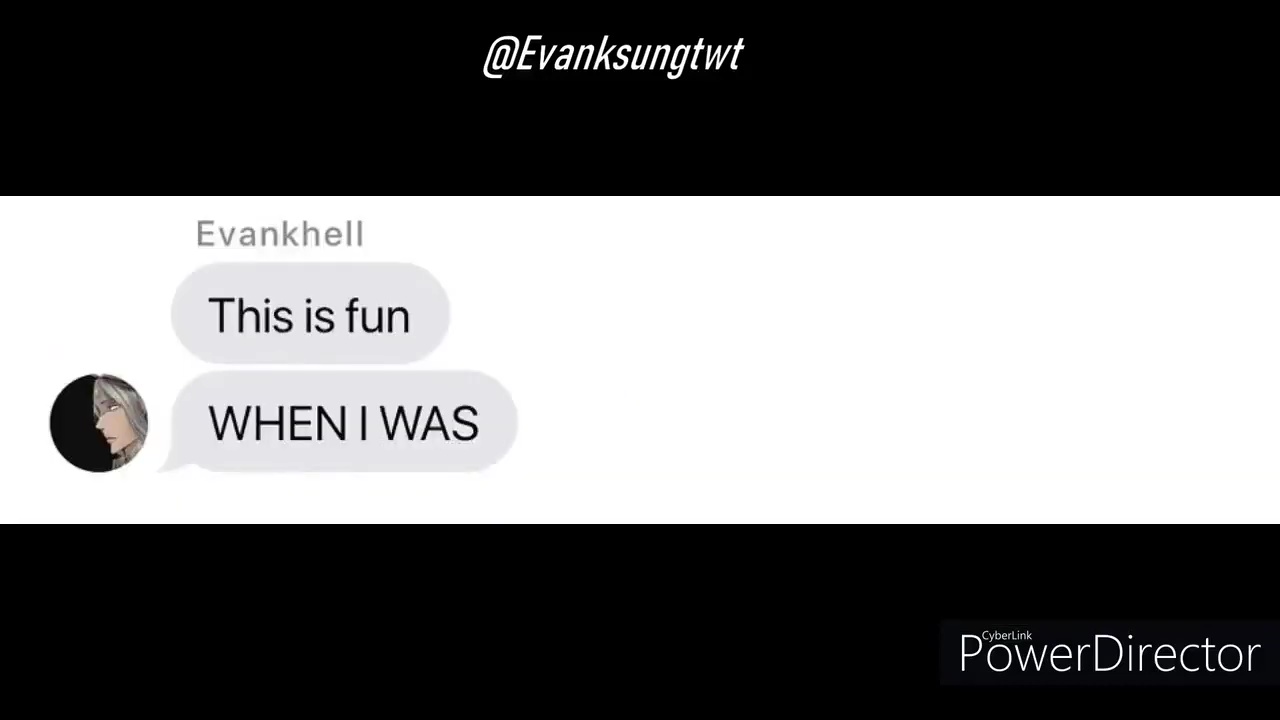 @Evanksungtwt
Evankhell
This is fun
WHEN I WAS
CyberLink
PowerDirector